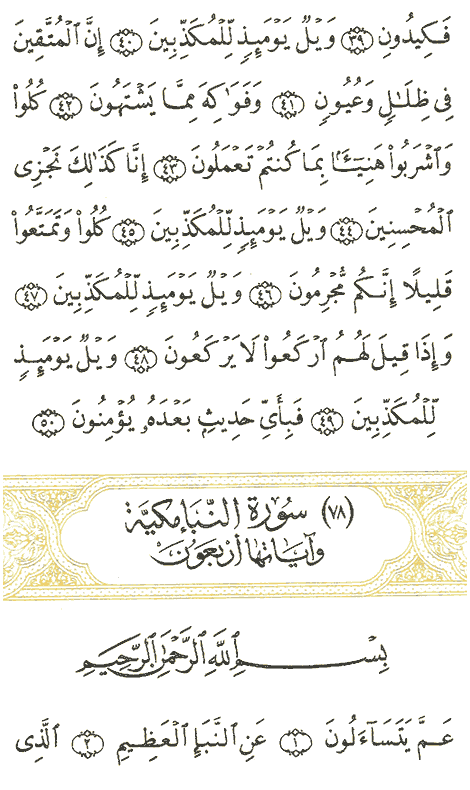 فَكِيدُونِ ﴿٣٩﴾ وَيْلٌ يَوْمَئِذٍ لِّلْمُكَذِّبِينَ ﴿٤٠﴾ إِنَّ ٱلْمُتَّقِينَ
فِى ظِلَـٰلٍ وَعُيُونٍ ﴿٤١﴾ وَفَوَٰكِهَ مِمَّا يَشْتَهُونَ ﴿٤٢﴾ كُلُوا۟
وَٱشْرَبُوا۟ هَنِيٓـًٔۢا بِمَا كُنتُمْ تَعْمَلُونَ ﴿٤٣﴾ إِنَّا كَذَٰلِكَ نَجْزِى
ٱلْمُحْسِنِينَ ﴿٤٤﴾ وَيْلٌ يَوْمَئِذٍ لِّلْمُكَذِّبِينَ ﴿٤٥﴾ كُلُوا۟ وَتَمَتَّعُوا۟
قَلِيلًا إِنَّكُم مُّجْرِمُونَ ﴿٤٦﴾ وَيْلٌ يَوْمَئِذٍ لِّلْمُكَذِّبِينَ ﴿٤٧﴾
وَإِذَا قِيلَ لَهُمُ ٱرْكَعُوا۟ لَا يَرْكَعُونَ ﴿٤٨﴾ وَيْلٌ يَوْمَئِذٍ
لِّلْمُكَذِّبِينَ ﴿٤٩﴾ فَبِأَىِّ حَدِيثٍۭ بَعْدَهُۥ يُؤْمِنُونَ ﴿٥٠﴾
(٧٨) سُورَة النَّبَإِ مَكِيَّة
وَآيَاتهَا أَرْبَعُونَ
بِسْمِ ٱللَّهِ ٱلرَّحْمَـٰنِ ٱلرَّحِيمِ
عَمَّ يَتَسَآءَلُونَ ﴿١﴾ عَنِ ٱلنَّبَإِ ٱلْعَظِيمِ ﴿٢﴾ ٱلَّذِى